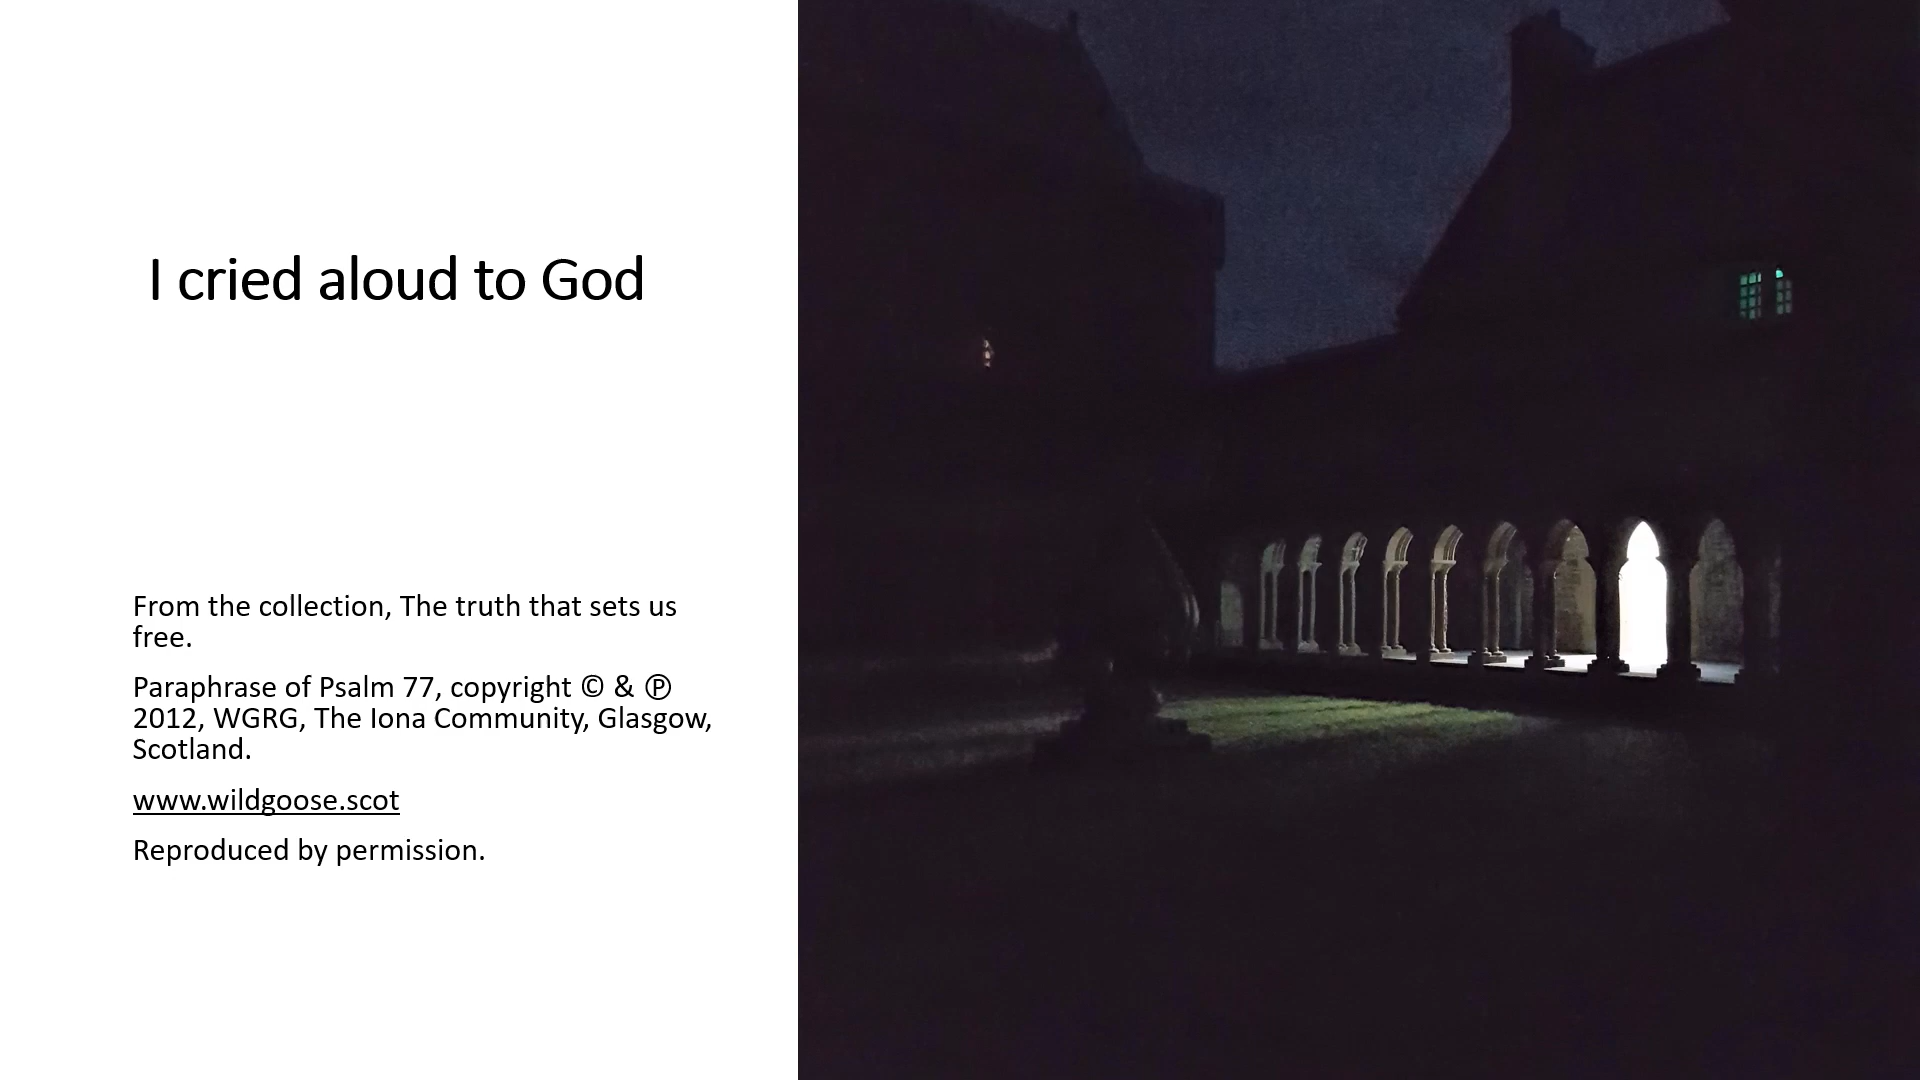 I cried aloud to God
From the collection, The truth that sets us
free.
Paraphrase of Psalm 77, copyright © & ℗
2012, WGRG, The Iona Community, Glasgow,
Scotland.
www.wildgoose.scot
Reproduced by permission.